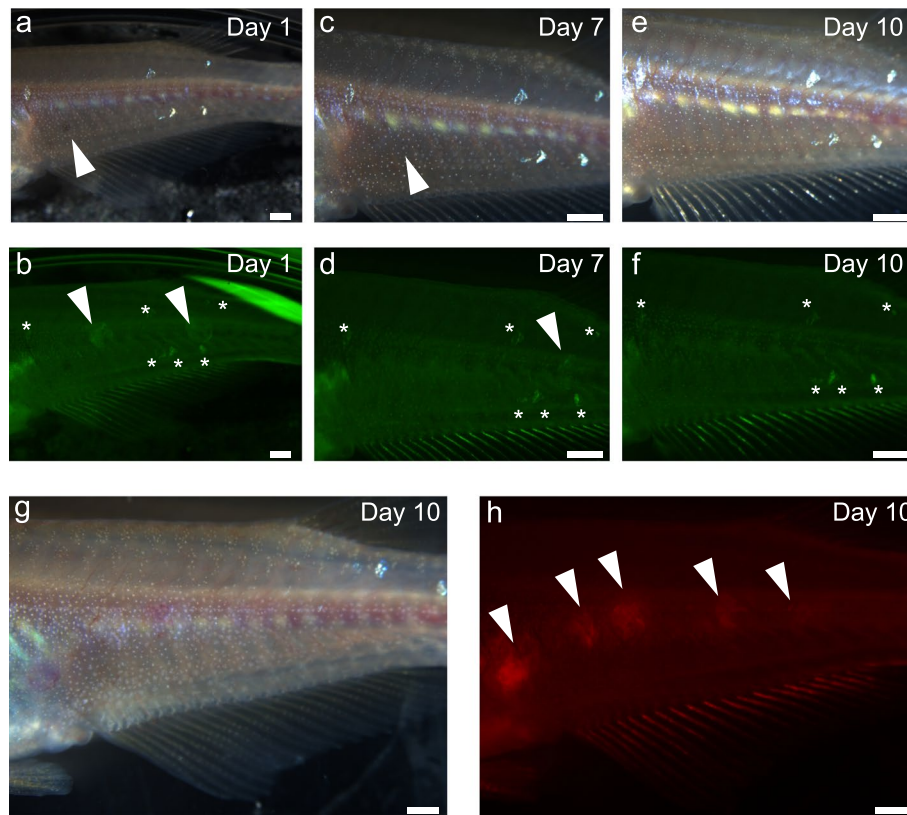 a Day 1
c Day 7
e Day 10
b Day 1
* * * * * *
d Day 7
* * * * * *
f Day 10
* * * * * *
g Day 10
h Day 10